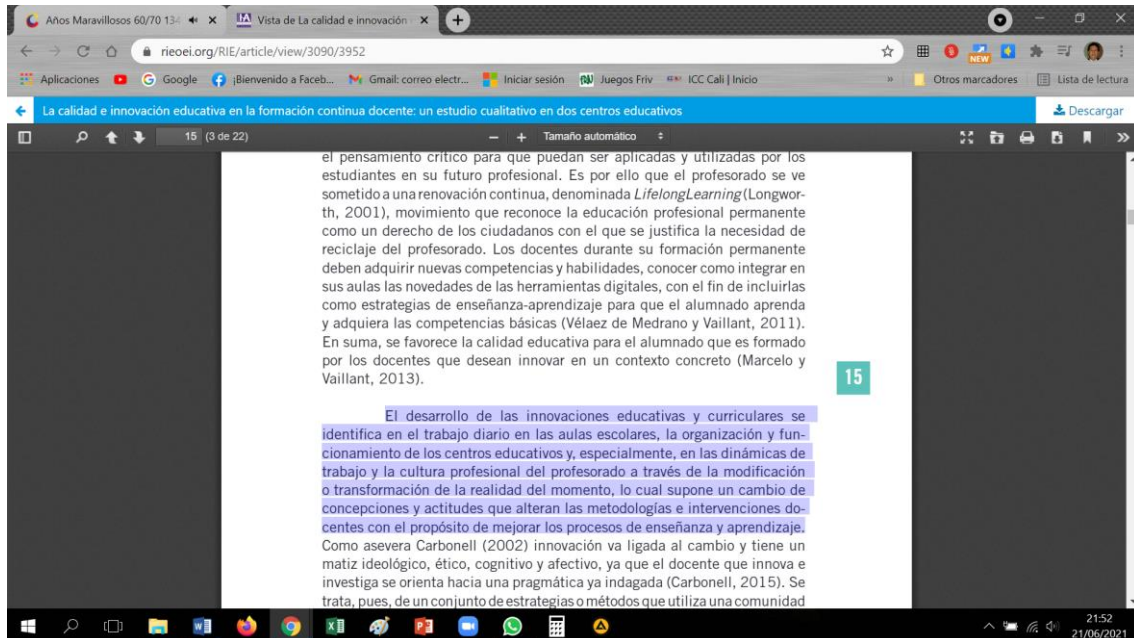 Años Maravillosos 60/70 134
Vista de La calidad e innovación
rieoei.org/RIE/article/view/3090/3952
NEW
Aplicaciones
Google
¡Bienvenido a Faceb...
Gmail: correo electr...
Iniciar sesión
Juegos Friv
ICC Cali | Inicio
»
Otros marcadores
Lista de lectura
La calidad e innovación educativa en la formación continua docente: un estudio cualitativo en dos centros educativos
Descargar
15 (3 de 22)
Tamaño automático
el pensamiento crítico para que puedan ser aplicadas y utilizadas por los
estudiantes en su futuro profesional. Es por ello que el profesorado se ve
sometido a una renovación continua, denominada LifelongLearning (Longwor-
th, 2001), movimiento que reconoce la educación profesional permanente
como un derecho de los ciudadanos con el que se justifica la necesidad de
reciclaje del profesorado. Los docentes durante su formación permanente
deben adquirir nuevas competencias y habilidades, conocer como integrar en
sus aulas las novedades de las herramientas digitales, con el fin de incluirlas
como estrategias de enseñanza-aprendizaje para que el alumnado aprenda
y adquiera las competencias básicas (Vélaez de Medrano y Vaillant, 2011).
En suma, se favorece la calidad educativa para el alumnado que es formado
por los docentes que desean innovar en un contexto concreto (Marcelo y
Vaillant, 2013).
15
El desarrollo de las innovaciones educativas y curriculares se
identifica en el trabajo diario en las aulas escolares, la organización y fun-
cionamiento de los centros educativos y, especialmente, en las dinámicas de
trabajo y la cultura profesional del profesorado a través de la modificación
o transformación de la realidad del momento, lo cual supone un cambio de
concepciones y actitudes que alteran las metodologías e intervenciones do-
centes con el propósito de mejorar los procesos de enseñanza y aprendizaje.
Como asevera Carbonell (2002) innovación va ligada al cambio y tiene un
matiz ideológico, ético, cognitivo y afectivo, ya que el docente que innova e
investiga se orienta hacia una pragmática ya indagada (Carbonell, 2015). Se
trata, pues, de un conjunto de estrategias o métodos que utiliza una comunidad
21:52
21/06/2021